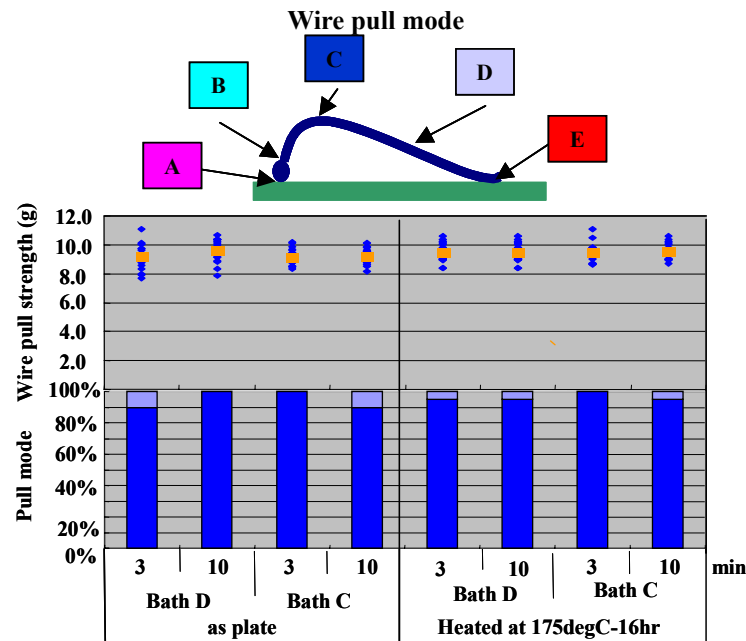 Wire pull mode
C
B
D
E
A
Wire pull strength (g)
12.0
10.0
8.0
6.0
4.0
2.0
Pull mode
100%
80%
60%
40%
20%
0%
3 10 3 10 3 10 3 10 min
Bath D Bath C Bath D Bath C
as plate Heated at 175degC-16hr